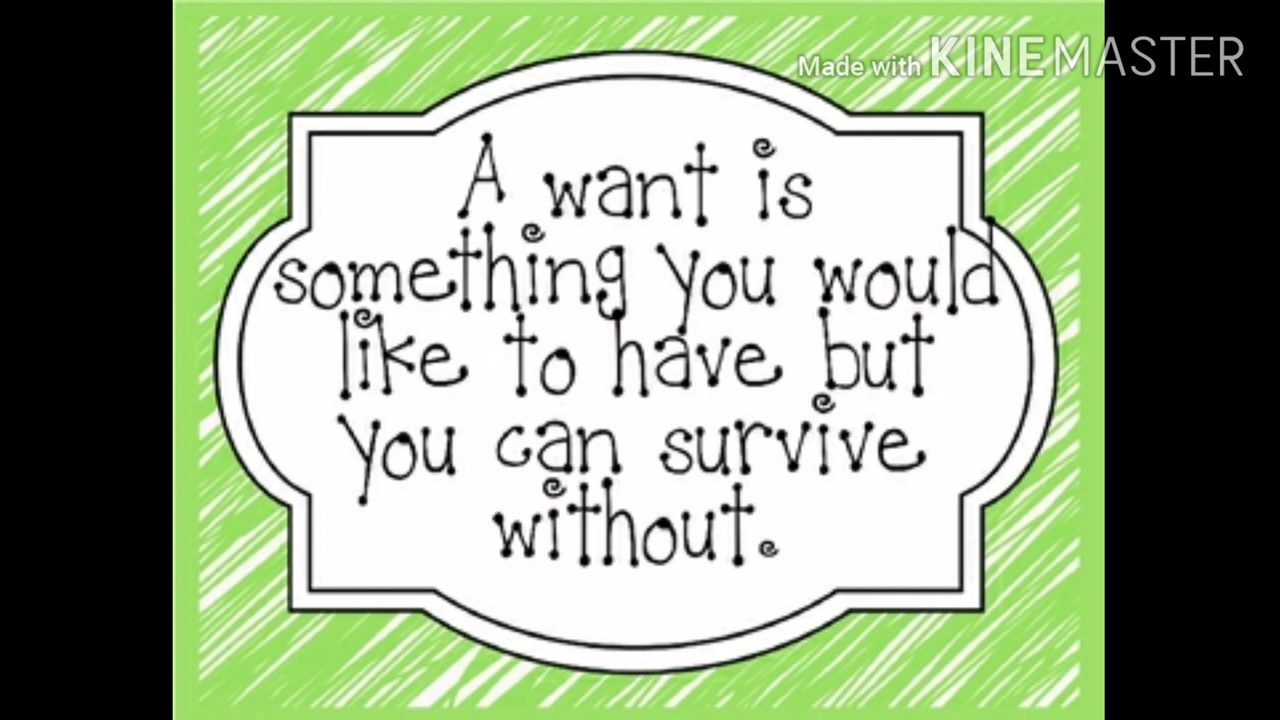 Made with KINEMASTER
A want is
something you would
like to have but
you can survive
without.